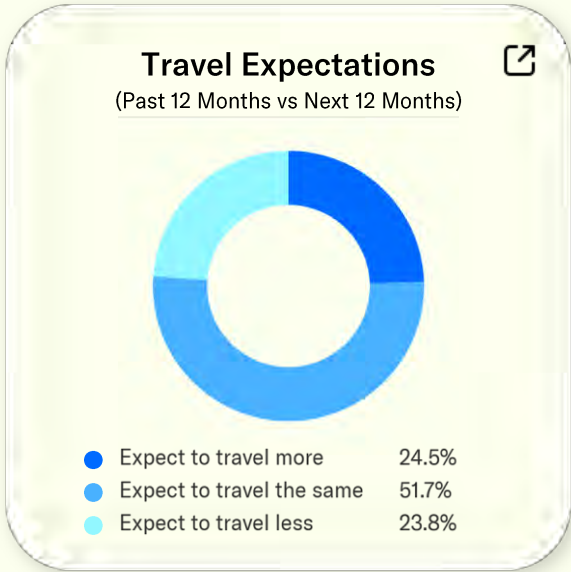 Travel Expectations
(Past 12 Months vs Next 12 Months)
Expect to travel more 24.5%
Expect to travel the same 51.7%
Expect to travel less 23.8%